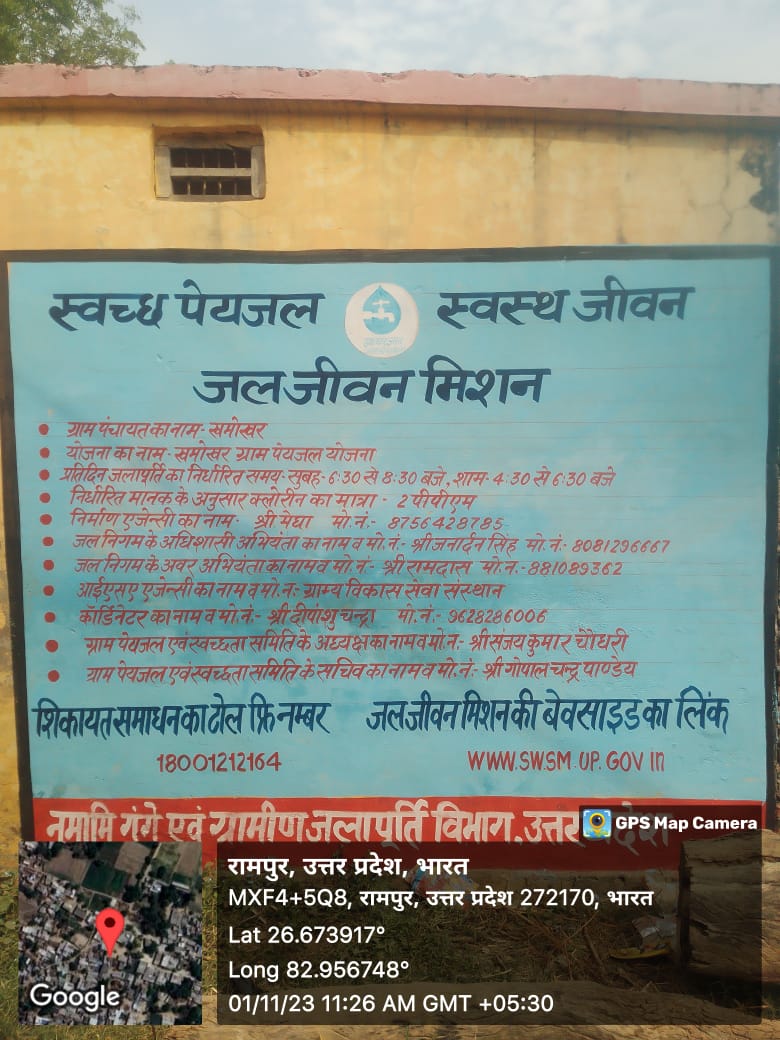 स्वच्छ पेयजल स्वस्थ जीवन
जल जीवन मिशन
ग्राम पंचायत का नाम- समोखर
योजना का नाम- समोखर ग्राम पेयजल योजना
प्रतिदिन जलापूर्ति का निर्धारित समय- सुबह- 6:30 से 8:30 बजे, शाम- 4:30 से 6:30 बजे
निर्धारित मानक के अनुसार क्लोरीन का मात्रा - 2 पीपीएम
निर्माण एजेन्सी का नाम- श्री मेघा मो.नं.- 8756428785
जल निगम के अधिशासी अभियंता का नाम व मो.नं- श्री जनार्दन सिंह मो.नं:- 8081296667
जल निगम के अवर अभियंता का नाम व मो.नं- श्री रामदास मो.न.- 881089362
आईएसए एजेन्सी का नाम व मो.नं:- ग्राम्य विकास सेवा संस्थान
कॉर्डिनेटर का नाम व मो.नं:- श्री दीपांशु चन्द्रा मो.नं:- 9628286006
ग्राम पेयजल एवं स्वच्छता समिति के अध्यक्ष का नाम व मो.न- श्री संजय कुमार चौधरी
ग्राम पेयजल एवं स्वच्छता समिति के सचिव का नाम व मो.नं:- श्री गोपाल चन्द्र पाण्डेय
शिकायत समाधन का टोल फ्रि नम्बर जल जीवन मिशन की बेवसाइड का लिंक
18001212164 WWW.SWSM.UP.GOV.in
नमामि गंगे एवं ग्रामीण जलापूर्ति विभाग, उत्तर
GPS Map Camera
रामपुर, उत्तर प्रदेश, भारत
MXF4+5Q8, रामपुर, उत्तर प्रदेश 272170, भारत
Lat 26.673917°
Long 82.956748°
01/11/23 11:26 AM GMT +05:30
Google